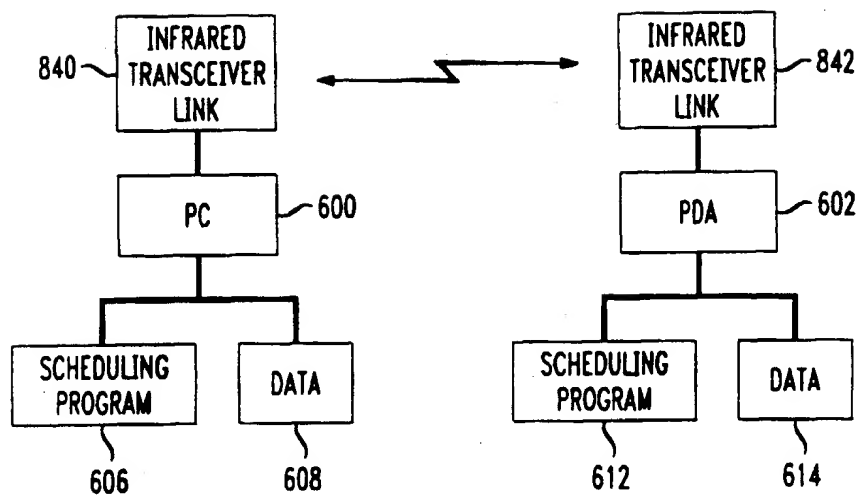 INFRARED
TRANSCEIVER
LINK
840
INFRARED
TRANSCEIVER
LINK
842
PC
600
PDA
602
SCHEDULING
PROGRAM
606
DATA
608
SCHEDULING
PROGRAM
612
DATA
614